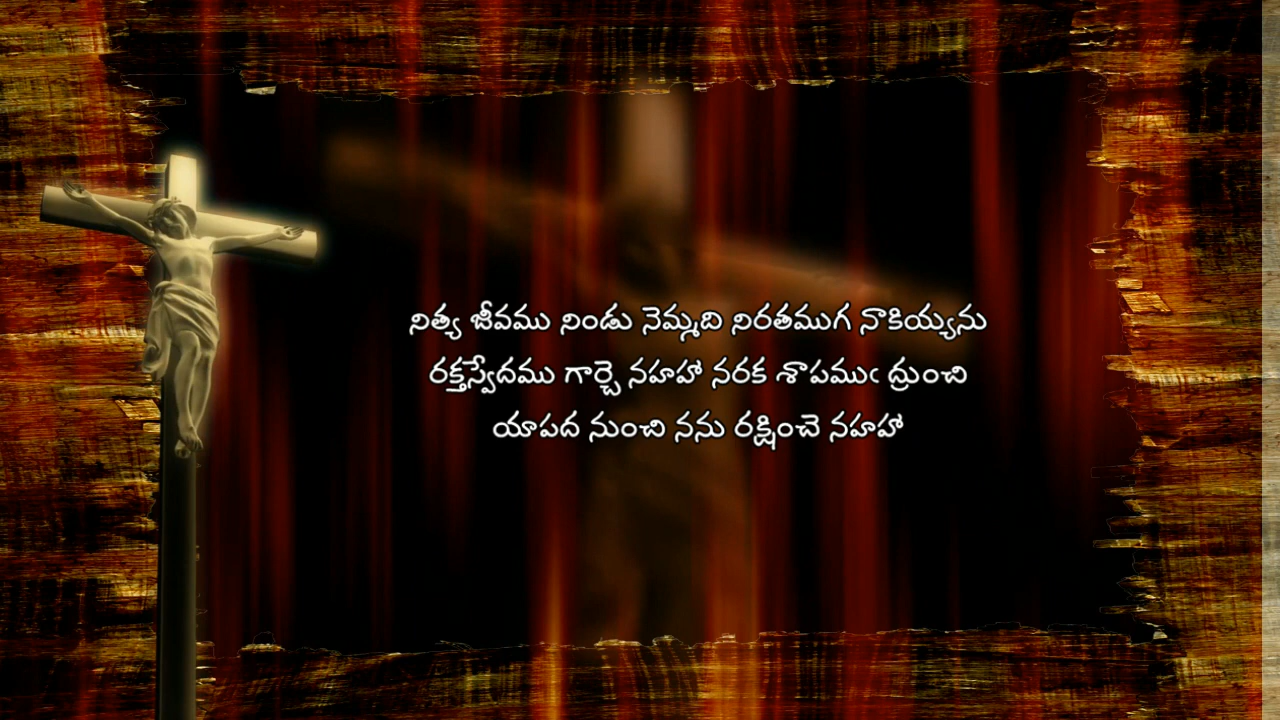 నిత్య జీవము నిండు నెమ్మది నిరతముగ నాకియ్యను
రక్తస్వేదము గార్చె నహహా నరక శాపముఁ ద్రుంచి
యాపద నుంచి నను రక్షించె నహహా